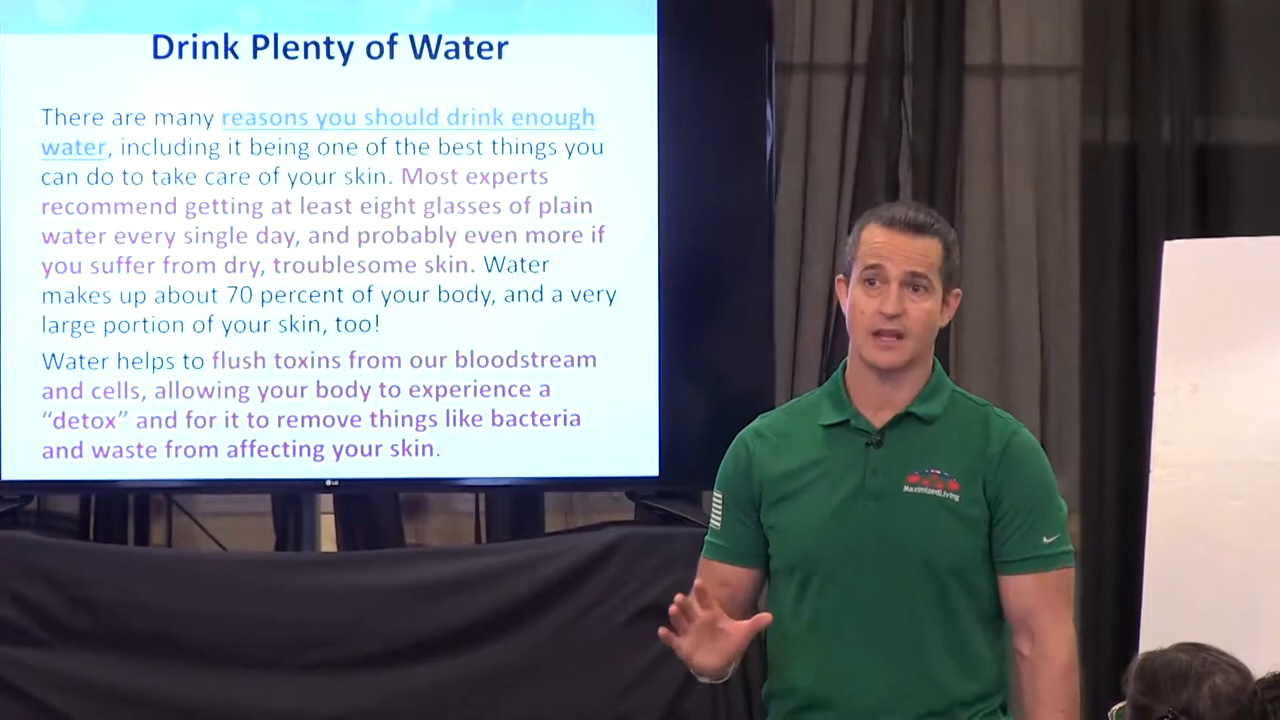 Drink Plenty of Water
There are many reasons you should drink enough
water, including it being one of the best things you
can do to take care of your skin. Most experts
recommend getting at least eight glasses of plain
water every single day, and probably even more if
you suffer from dry, troublesome skin. Water
makes up about 70 percent of your body, and a very
large portion of your skin, too!
Water helps to flush toxins from our bloodstream
and cells, allowing your body to experience a
“detox” and for it to remove things like bacteria
and waste from affecting your skin.
LG
MaximizedLiving